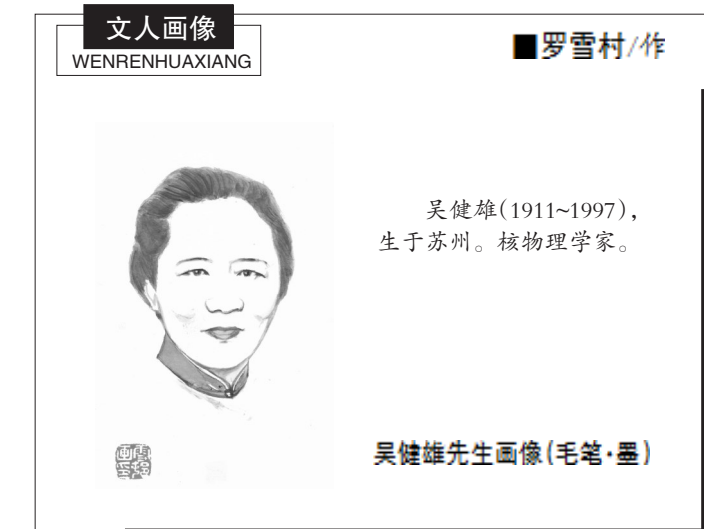 文人画像
WENRENHUAXIANG
■罗雪村/作
吴健雄(1911~1997),
生于苏州。核物理学家。
吴健雄先生画像(毛笔·墨)